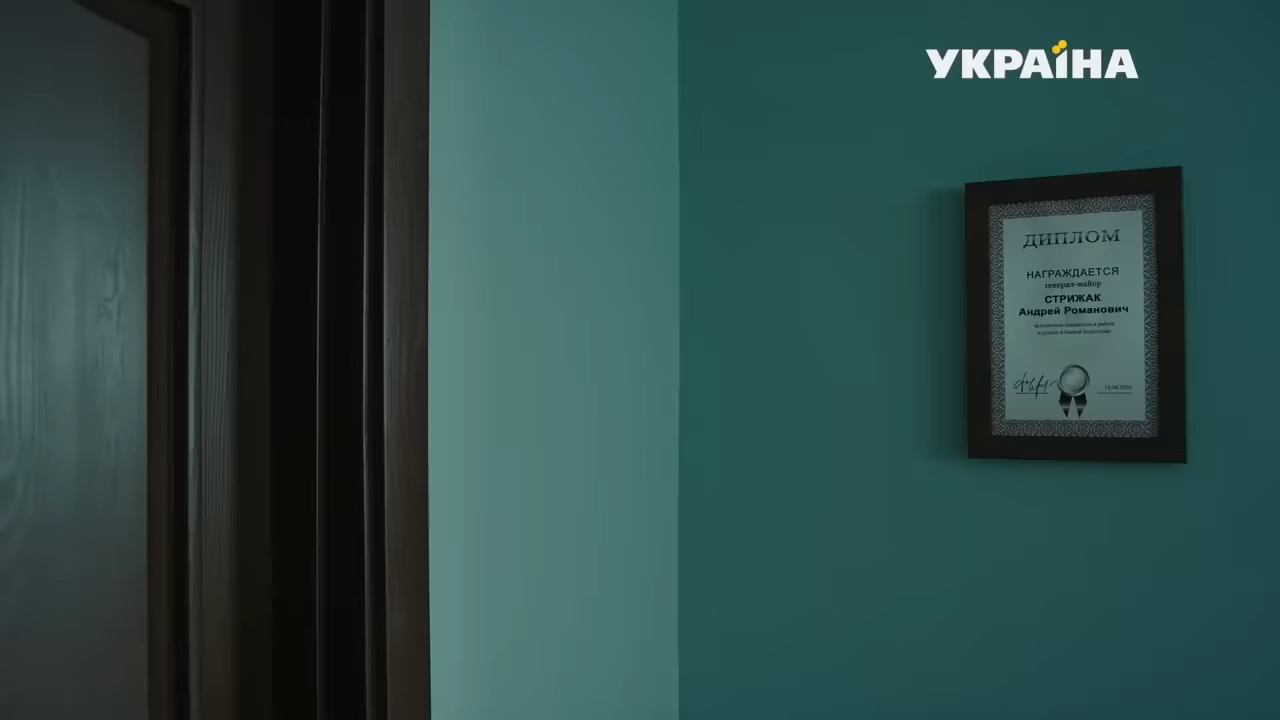 УКРАЇНА
ДИПЛОМ
НАГРАЖДАЕТСЯ
генерал-майор
СТРИЖАК
Андрей Романович